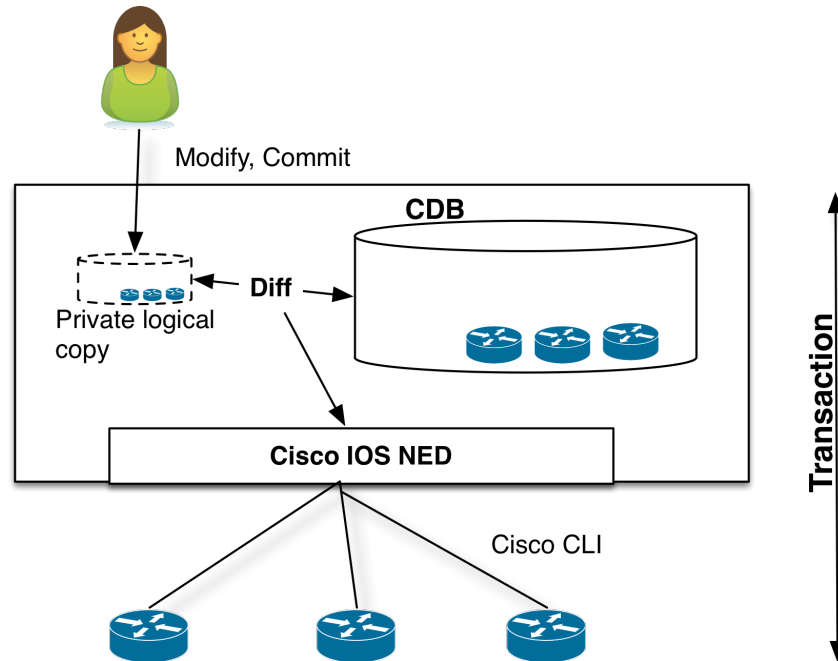 Modify, Commit
CDB
Diff
Private logical
copy
Transaction
Cisco IOS NED
Cisco CLI